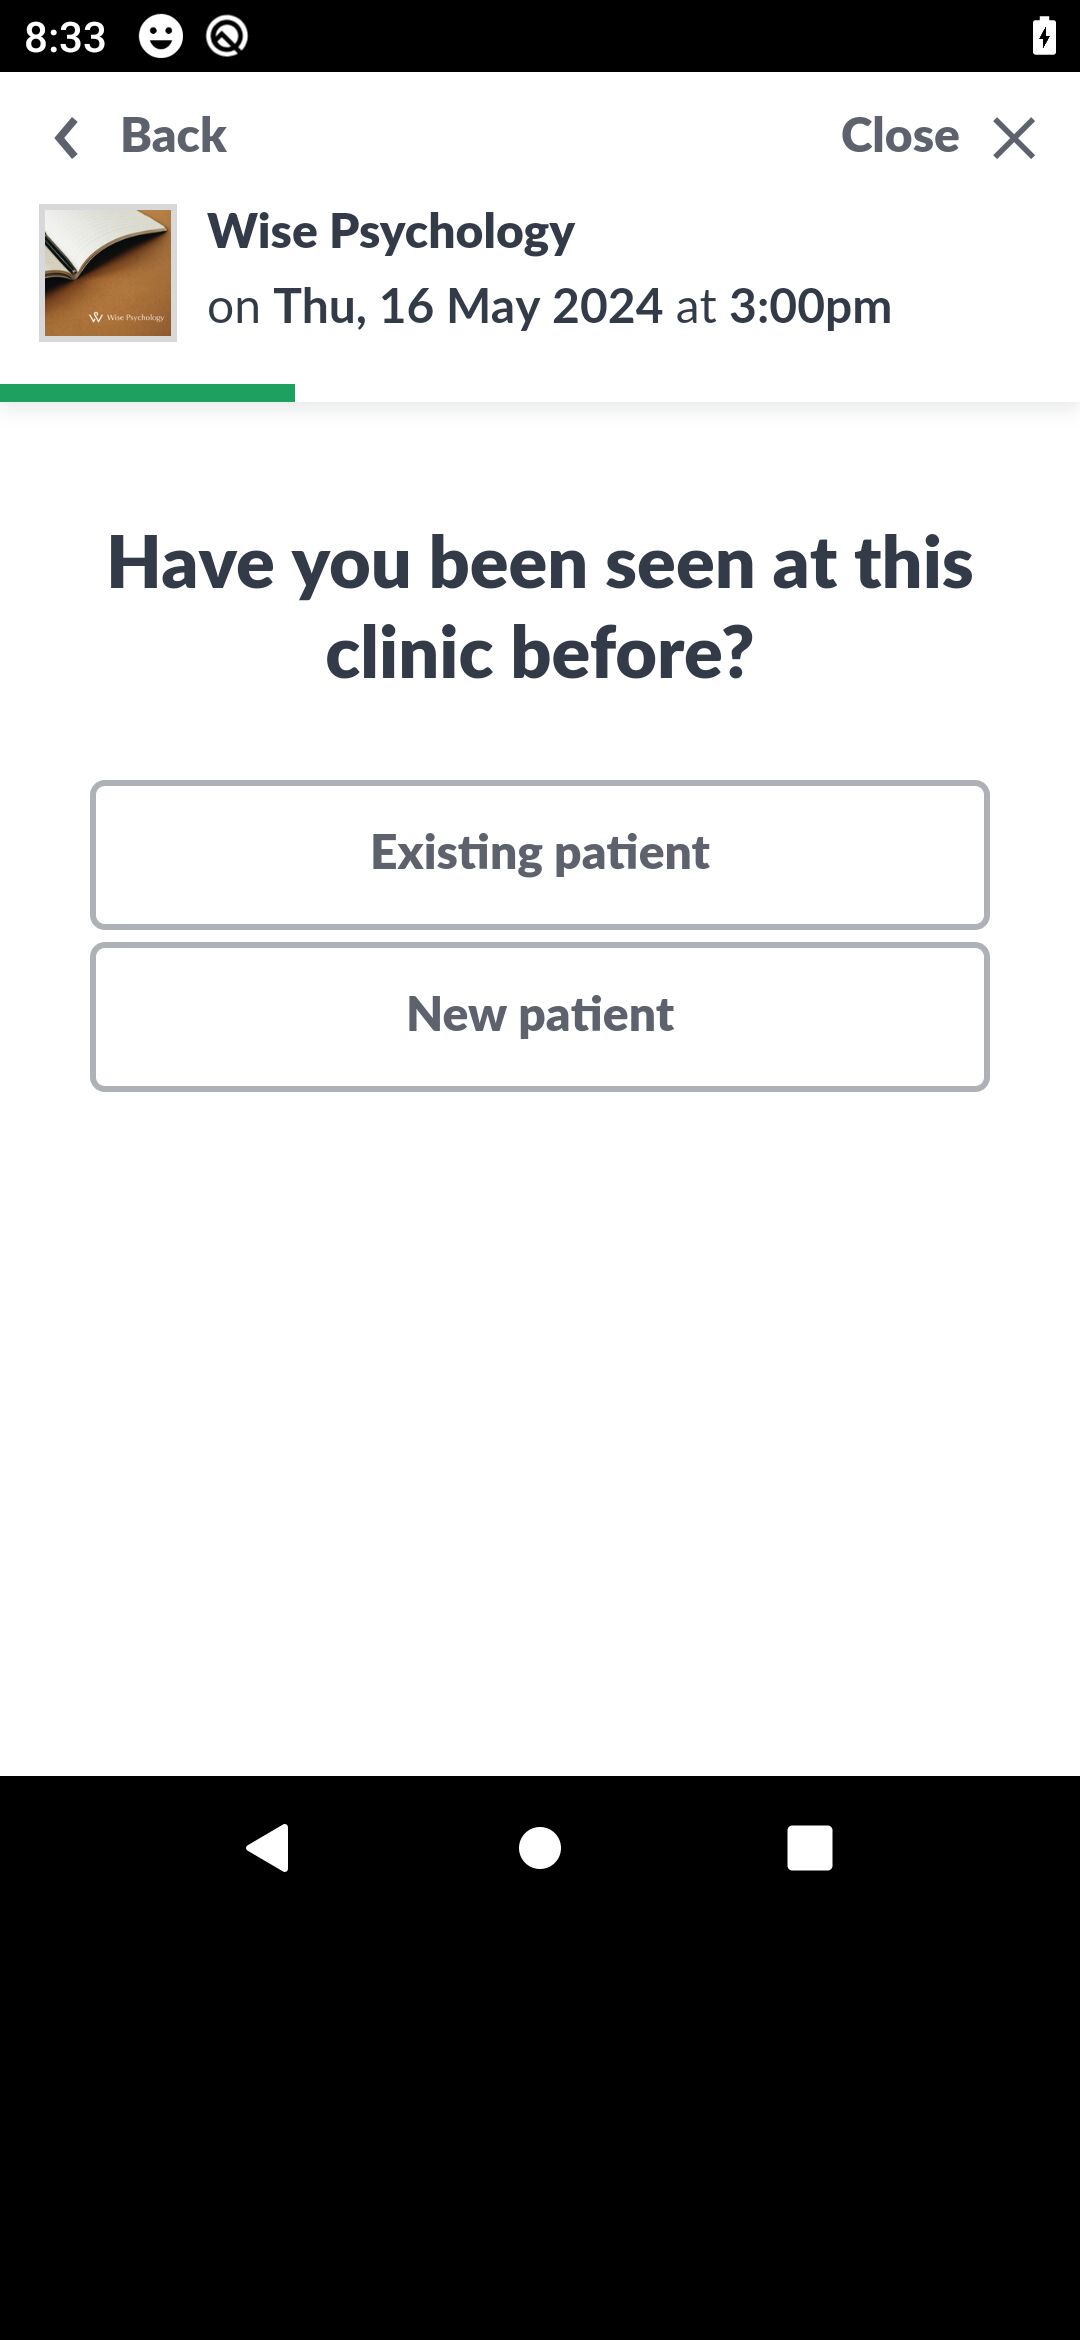 8:33
Back
Close
Wise Psychology
Wise Psychology
on Thu, 16 May 2024 at 3:00pm
Have you been seen at this
clinic before?
Existing patient
New patient